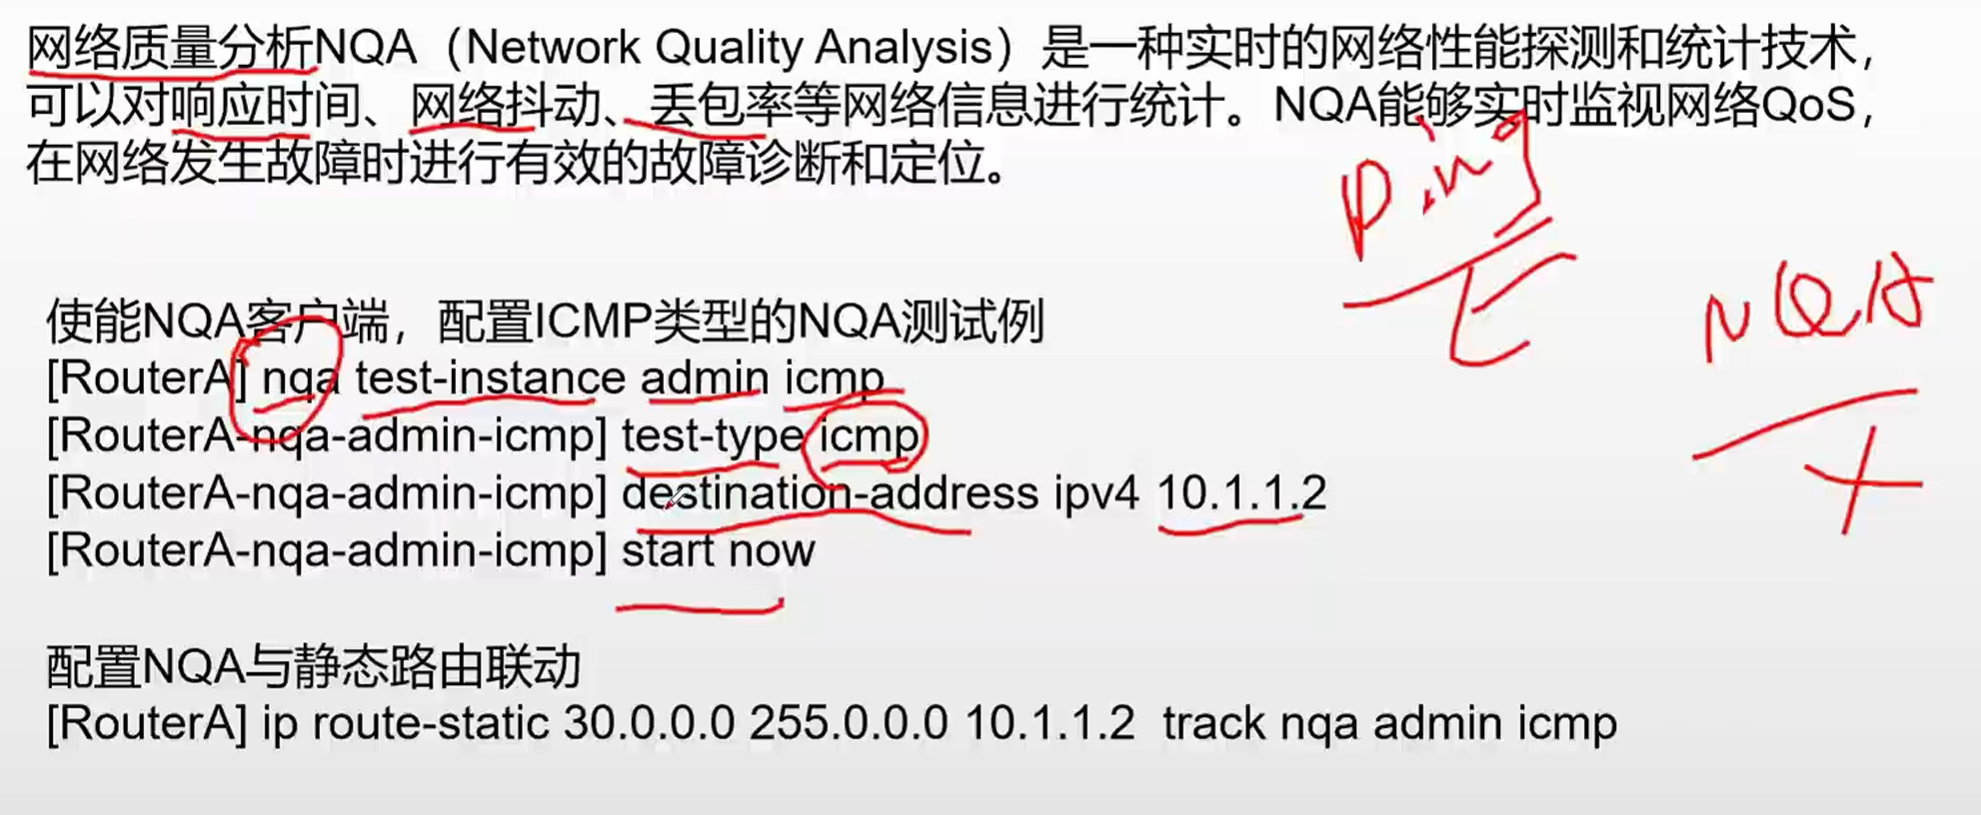 网络质量分析NQA（Network Quality Analysis）是一种实时的网络性能探测和统计技术，
可以对响应时间、网络抖动、丢包率等网络信息进行统计。NQA能够实时监视网络QoS，
在网络发生故障时进行有效的故障诊断和定位。
ping
NQA
使能NQA客户端，配置ICMP类型的NQA测试例
[RouterA] nqa test-instance admin icmp
[RouterA-nqa-admin-icmp] test-type icmp
[RouterA-nqa-admin-icmp] destination-address ipv4 10.1.1.2
[RouterA-nqa-admin-icmp] start now
配置NQA与静态路由联动
[RouterA] ip route-static 30.0.0.0 255.0.0.0 10.1.1.2  track nqa admin icmp